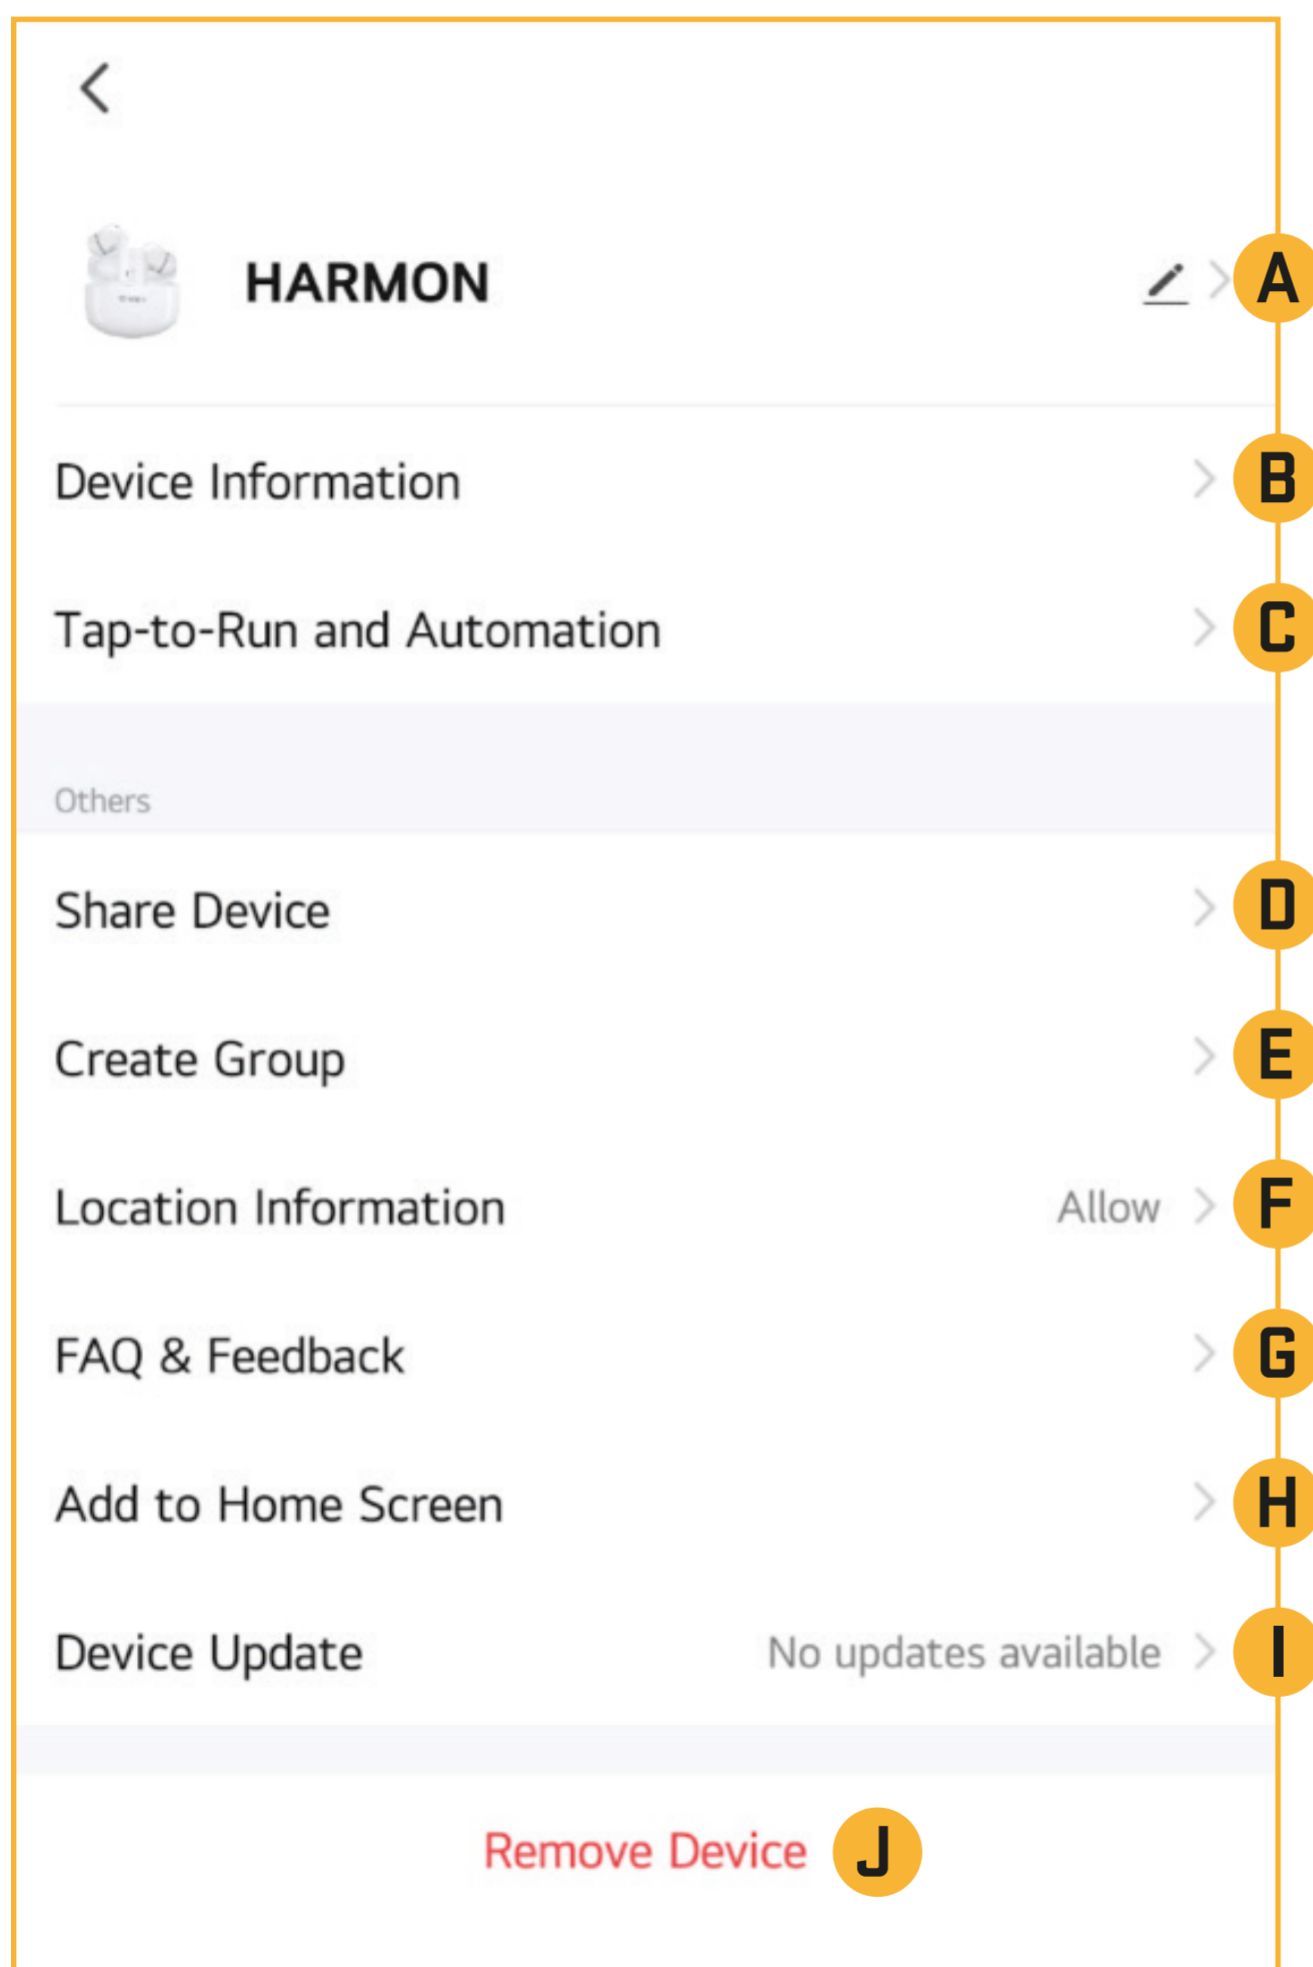 HARMON A
Device Information B
Tap-to-Run and Automation C
Others
Share Device D
Create Group E
Location Information Allow F
FAQ & Feedback G
Add to Home Screen H
Device Update No updates available I
Remove Device J